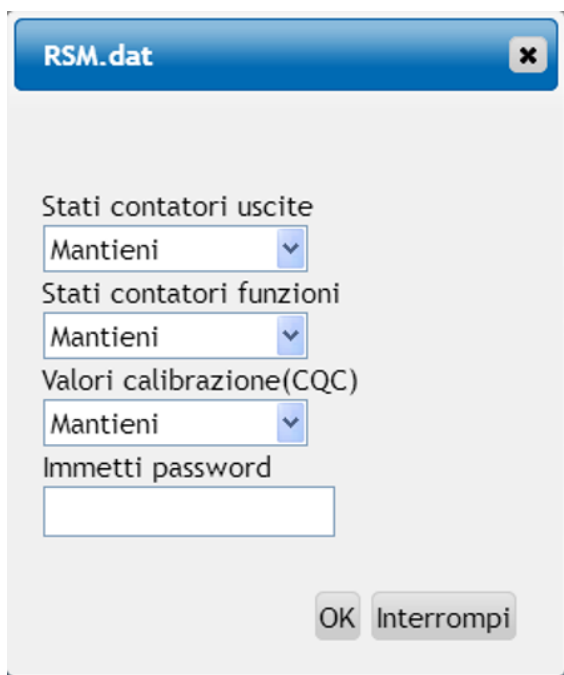 RSM.dat
Stati contatori uscite
Mantieni
Stati contatori funzioni
Mantieni
Valori calibrazione(CQC)
Mantieni
Immetti password
OK Interrompi